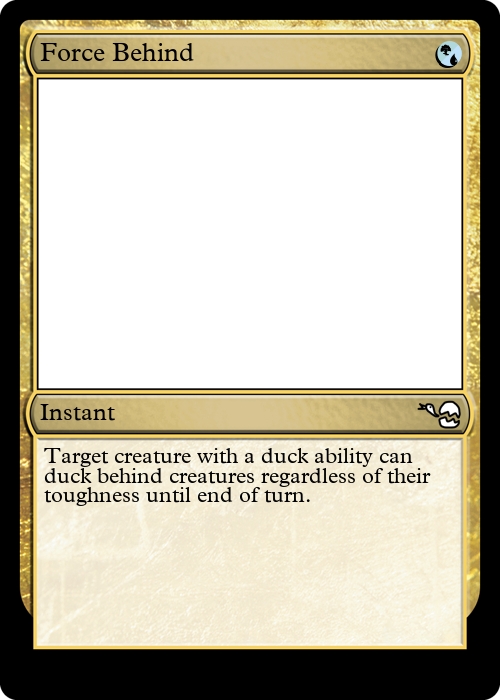 Force Behind
Instant
Target creature with a duck ability can
duck behind creatures regardless of their
toughness until end of turn.